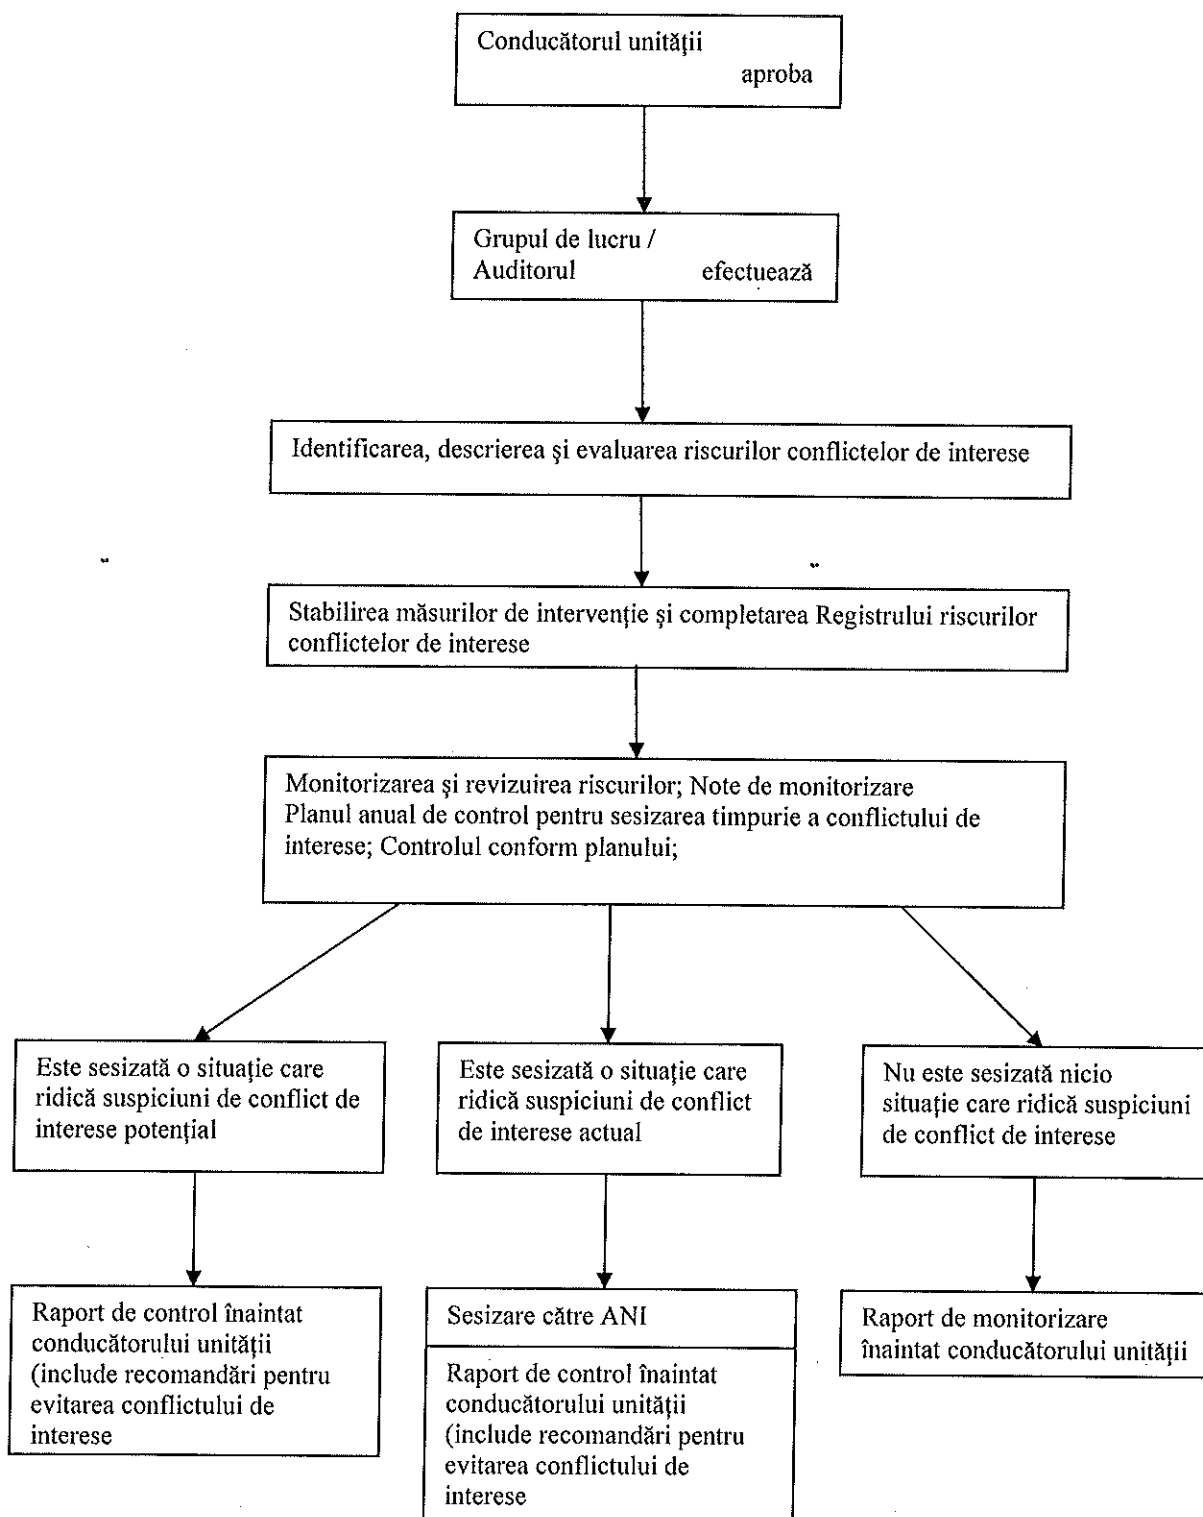 Conducătorul unității
aproba
Grupul de lucru /
Auditorul efectuează
Identificarea, descrierea şi evaluarea riscurilor conflictelor de interese
Stabilirea măsurilor de intervenție şi completarea Registrului riscurilor
conflictelor de interese
Monitorizarea şi revizuirea riscurilor; Note de monitorizare
Planul anual de control pentru sesizarea timpurie a conflictului de
interese; Controlul conform planului;
Este sesizată o situație care
ridică suspiciuni de conflict de
interese potențial
Este sesizată o situație care
ridică suspiciuni de conflict
de interese actual
Nu este sesizată nicio
situație care ridică suspiciuni
de conflict de interese
Raport de control înaintat
conducătorului unității
(include recomandări pentru
evitarea conflictului de
interese
Sesizare către ANI
Raport de control înaintat
conducătorului unității
(include recomandări pentru
evitarea conflictului de
interese
Raport de monitorizare
înaintat conducătorului unității